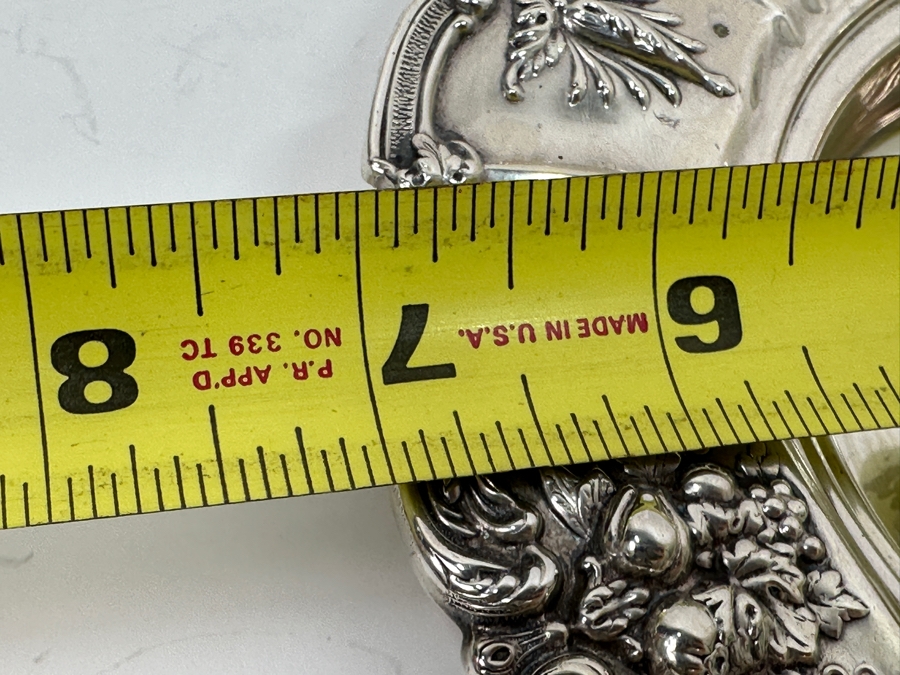 6 MADE IN U.S.A. 7
P.R. APP'D
NO. 339 TC
8